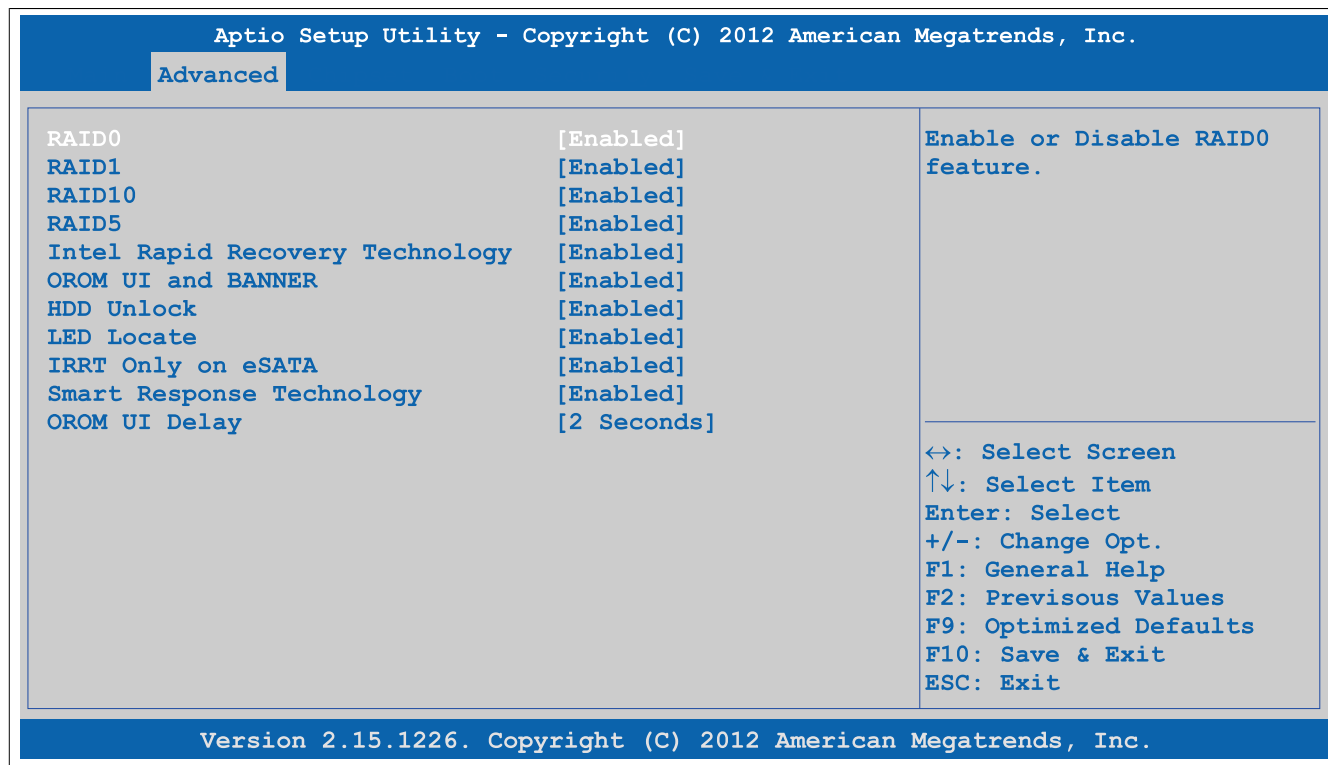 Aptio Setup Utility - Copyright (C) 2012 American Megatrends, Inc.
Advanced
RAID0 [Enabled]
RAID1 [Enabled]
RAID10 [Enabled]
RAID5 [Enabled]
Intel Rapid Recovery Technology [Enabled]
OROM UI and BANNER [Enabled]
HDD Unlock [Enabled]
LED Locate [Enabled]
IRRT Only on eSATA [Enabled]
Smart Response Technology [Enabled]
OROM UI Delay [2 Seconds]
Enable or Disable RAID0
feature.
↔: Select Screen
↑↓: Select Item
Enter: Select
+/-: Change Opt.
F1: General Help
F2: Previsous Values
F9: Optimized Defaults
F10: Save & Exit
ESC: Exit
Version 2.15.1226. Copyright (C) 2012 American Megatrends, Inc.